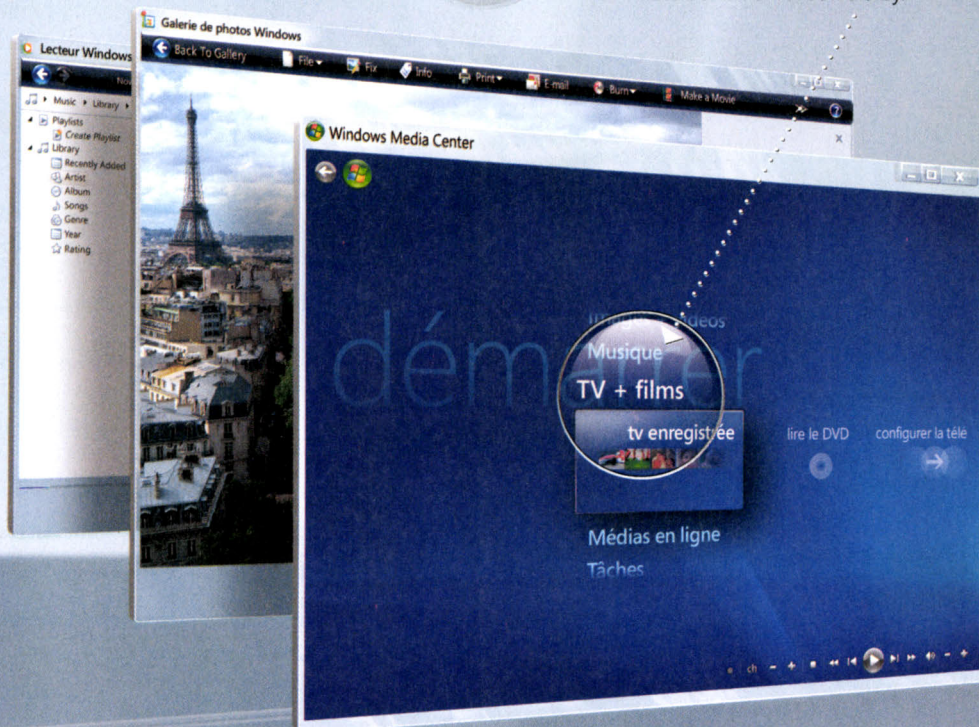 Lecteur Windows
Music Library
Playlists
Create Playlist
Library
Recently Added
Artist
Album
Songs
Genre
Year
Rating
Galerie de photos Windows
Back To Gallery File Fix Info Print E-mail Burn Make a Movie
Windows Media Center
démarrer
Musique
TV + films
tv enregistrée
lire le DVD
configurer la télé
Médias en ligne
Tâches
ch